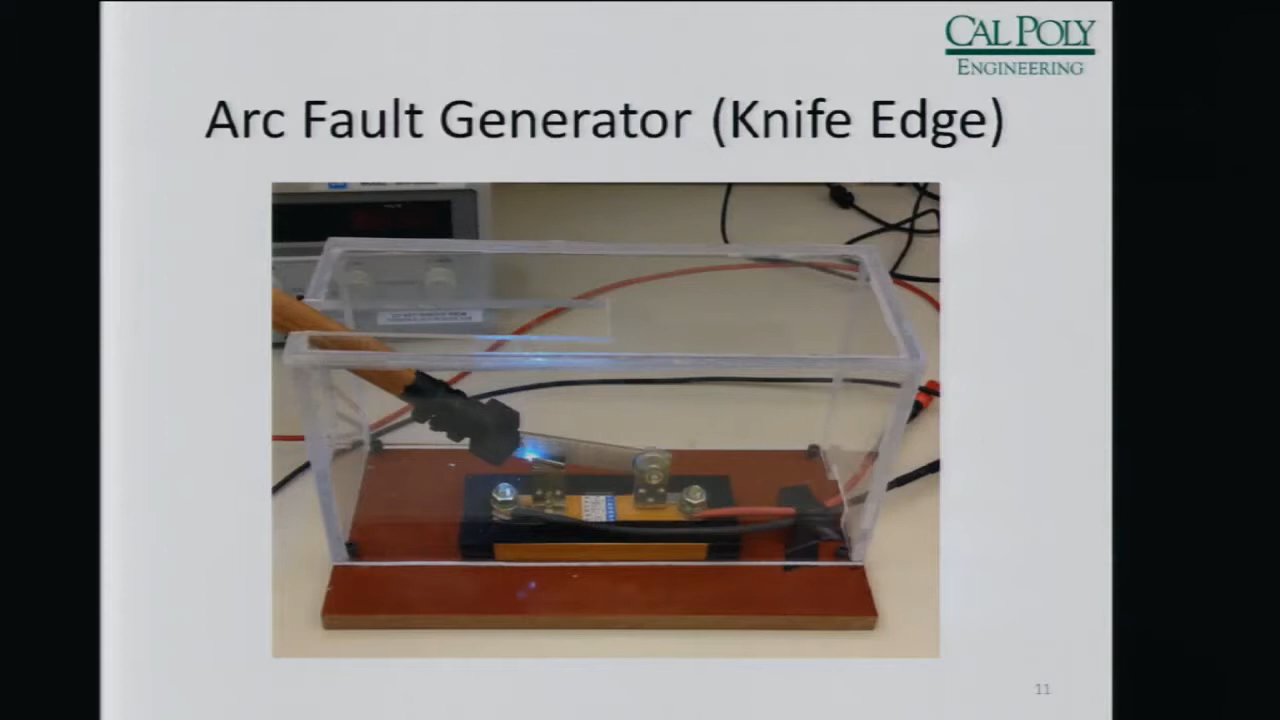 CAL POLY
ENGINEERING
Arc Fault Generator (Knife Edge)
11